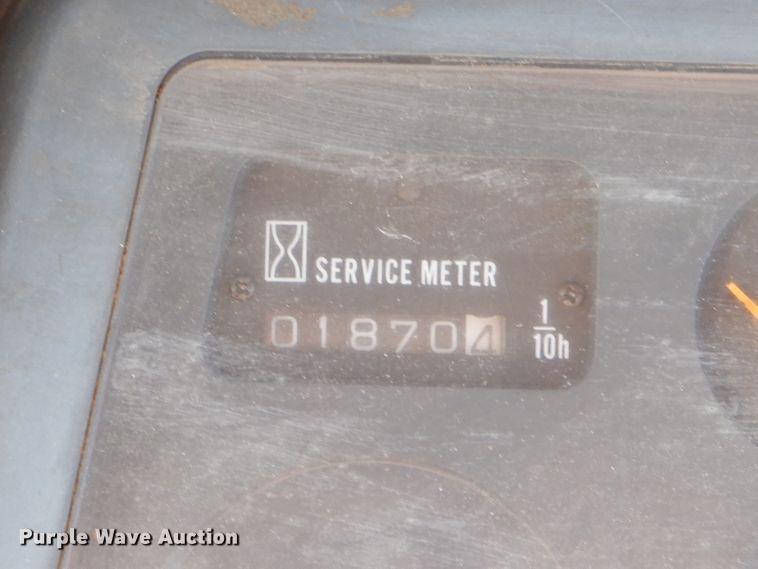 SERVICE METER
018704
1/10h
Purple Wave Auction